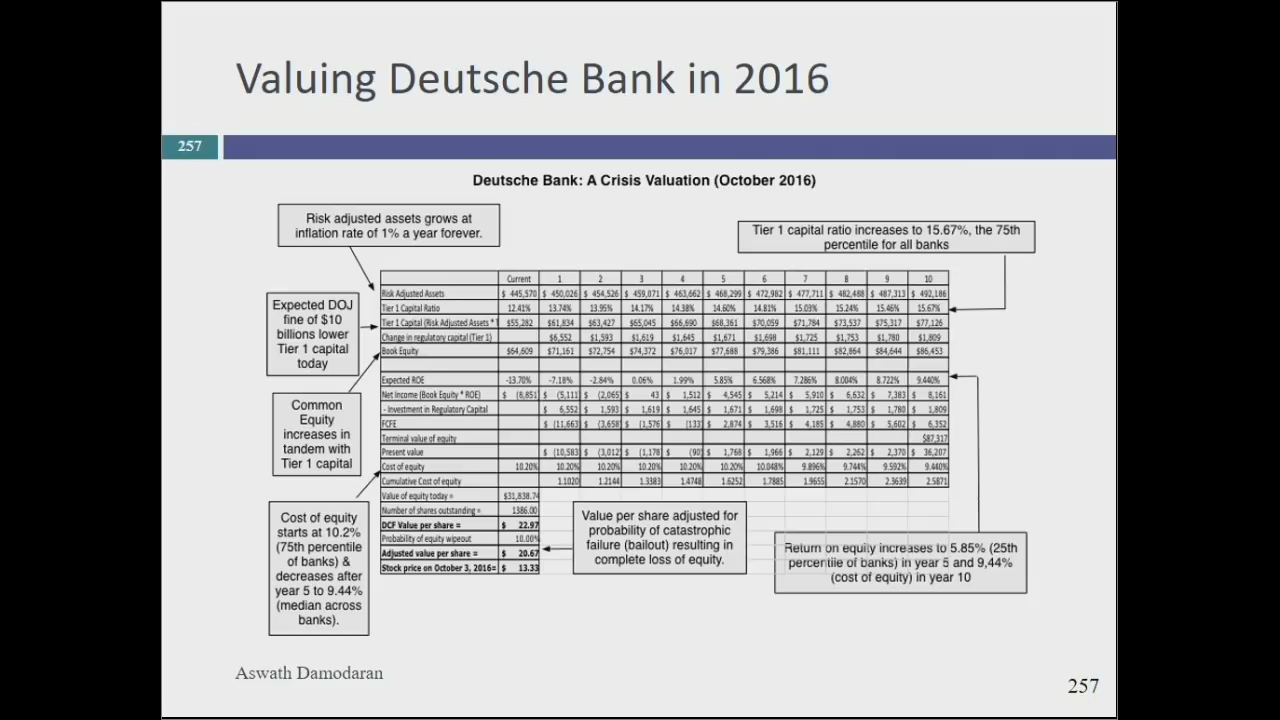 Valuing Deutsche Bank in 2016
257
Deutsche Bank: A Crisis Valuation (October 2016)
Risk adjusted assets grows at
inflation rate of 1% a year forever.
Tier 1 capital ratio increases to 15.67%, the 75th
percentile for all banks
Expected DOJ
fine of $10
billions lower
Tier 1 capital
today
Common
Equity
increases in
tandem with
Tier 1 capital
Cost of equity
starts at 10.2%
(75th percentile
of banks) &
decreases after
year 5 to 9.44%
(median across
banks).
Current 1 2 3 4 5 6 7 8 9 10
Risk Adjusted Assets $ 445,570 $ 450,026 $ 454,526 $ 459,071 $ 463,662 $ 468,299 $ 472,982 $ 477,711 $ 482,488 $ 487,313 $ 492,186
Tier 1 Capital Ratio 12.41% 13.74% 13.95% 14.17% 14.38% 14.60% 14.81% 15.03% 15.24% 15.46% 15.67%
Tier 1 Capital (Risk Adjusted Assets * T $55,282 $61,834 $63,427 $65,045 $66,690 $68,361 $70,059 $71,784 $73,537 $75,317 $77,126
Change in regulatory capital (Tier 1) $6,552 $1,593 $1,619 $1,645 $1,671 $1,698 $1,725 $1,753 $1,780 $1,809
Book Equity $64,609 $71,161 $72,754 $74,372 $76,017 $77,688 $79,386 $81,111 $82,864 $84,644 $86,453
Expected ROE -13.70% -7.18% -2.84% 0.06% 1.99% 5.85% 6.568% 7.286% 8.004% 8.722% 9.440%
Net Income (Book Equity * ROE) $ (8,851 $ (5,111 $ (2,065 $ 43 $ 1,512 $ 4,545 $ 5,214 $ 5,910 $ 6,632 $ 7,383 $ 8,161
- Investment in Regulatory Capital $ 6,552 $ 1,593 $ 1,619 $ 1,645 $ 1,671 $ 1,698 $ 1,725 $ 1,753 $ 1,780 $ 1,809
FCFE $ (11,663 $ (3,658 $ (1,576 $ (133 $ 2,874 $ 3,516 $ 4,185 $ 4,880 $ 5,602 $ 6,352
Terminal value of equity $87,317
Present value $ (10,583 $ (3,012 $ (1,178 $ (90 $ 1,768 $ 1,966 $ 2,129 $ 2,262 $ 2,370 $ 36,207
Cost of equity 10.20% 10.20% 10.20% 10.20% 10.20% 10.20% 10.048% 9.896% 9.744% 9.592% 9.440%
Cumulative Cost of equity 1.1020 1.2144 1.3383 1.4748 1.6252 1.7885 1.9655 2.1570 2.3639 2.5871
Value of equity today = $31,838.74
Number of shares outstanding = 1386.00
DCF Value per share = $ 22.97
Probability of equity wipeout 10.00%
Adjusted value per share = $ 20.67
Stock price on October 3, 2016= $ 13.33
Value per share adjusted for
probability of catastrophic
failure (bailout) resulting in
complete loss of equity.
Return on equity increases to 5.85% (25th
percentile of banks) in year 5 and 9,44%
(cost of equity) in year 10
Aswath Damodaran
257